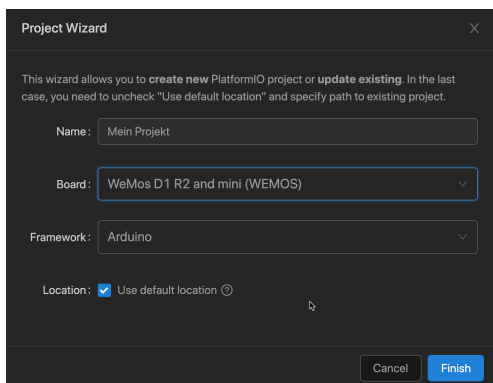 Project Wizard
This wizard allows you to create new PlatformIO project or update existing. In the last
case, you need to uncheck "Use default location" and specify path to existing project.
Name: Mein Projekt
Board: WeMos D1 R2 and mini (WEMOS)
Framework: Arduino
Location: Use default location
Cancel Finish